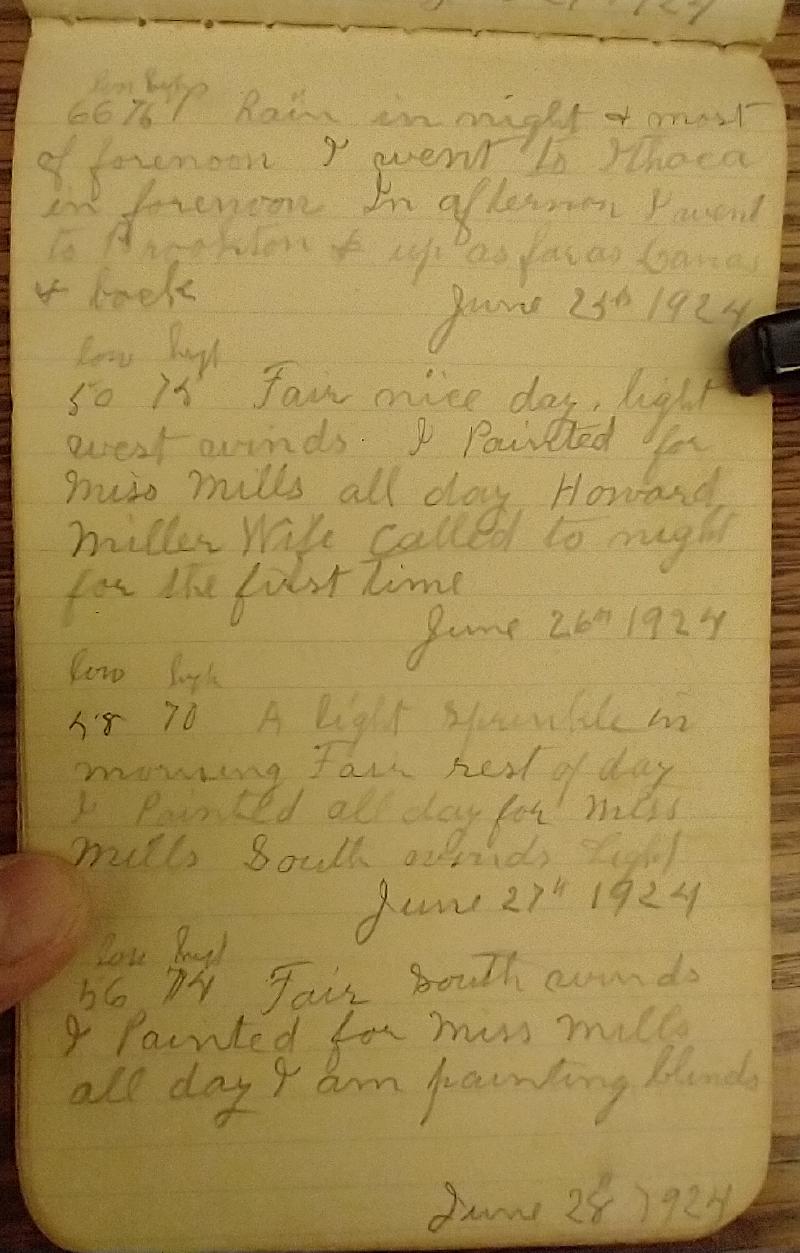 1924
low high
66 76 Rain in night & most
of forenoon I went to Ithaca
in forenoon In afternoon I went
to Brookton & up as far as
& back
June 25th 1924
low high
50 75 Fair nice day, light
west winds. I Painted for
Miss Mills all day Howard
Miller Wife called to night
for the first time
June 26th 1924
low high
58 70 A light sprinkle in
morning Fair rest of day
I Painted all day for Miss
Mills South winds light
June 27th 1924
low high
56 74 Fair South winds
I Painted for Miss Mills
all day I am painting blinds
June 28 1924